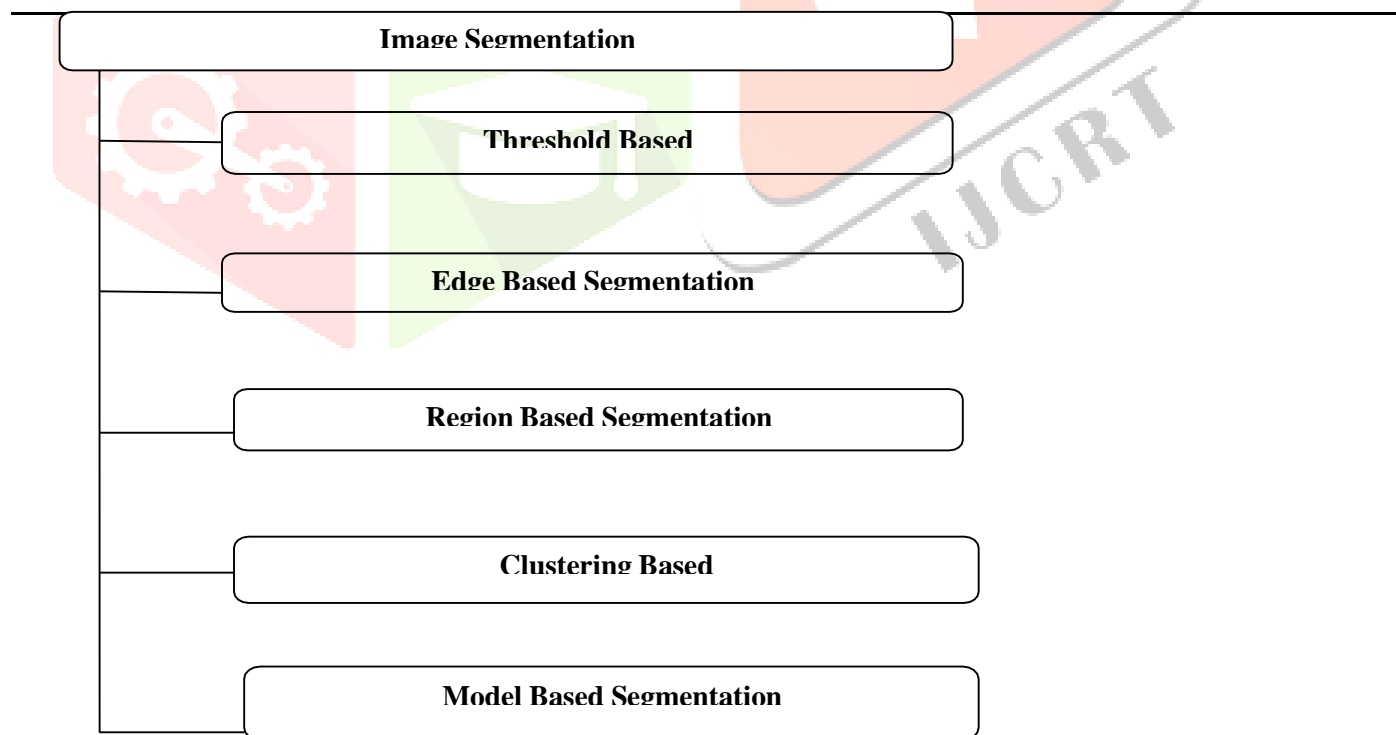 Image Segmentation
Threshold Based
IJCRT
Edge Based Segmentation
Region Based Segmentation
Clustering Based
Model Based Segmentation